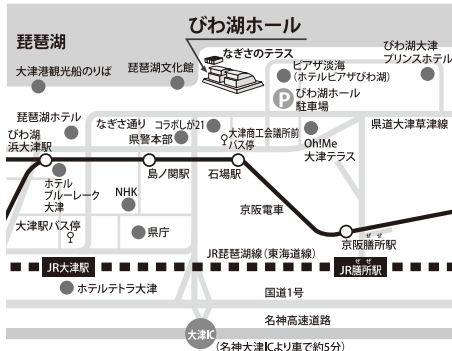 びわ湖ホール
琵琶湖
なぎさのテラス
大津港観光船のりば
琵琶湖文化館
ピアザ淡海
(ホテルピアザびわ湖)
びわ湖大津
プリンスホテル
P
びわ湖ホール
駐車場
琵琶湖ホテル
なぎさ通り
コラボしが21
県警本部
大津商工会議所前
バス停
Oh!Me
大津テラス
県道大津草津線
びわ湖
浜大津駅
島ノ関駅
石場駅
ホテル
ブルーレーク
大津
NHK
京阪電車
大津駅バス停
県庁
ぜぜ
京阪膳所駅
JR琵琶湖線(東海道線)
JR大津駅
ぜぜ
JR膳所駅
ホテルテトラ大津
国道1号
名神高速道路
大津IC
(名神大津ICより車で約5分)